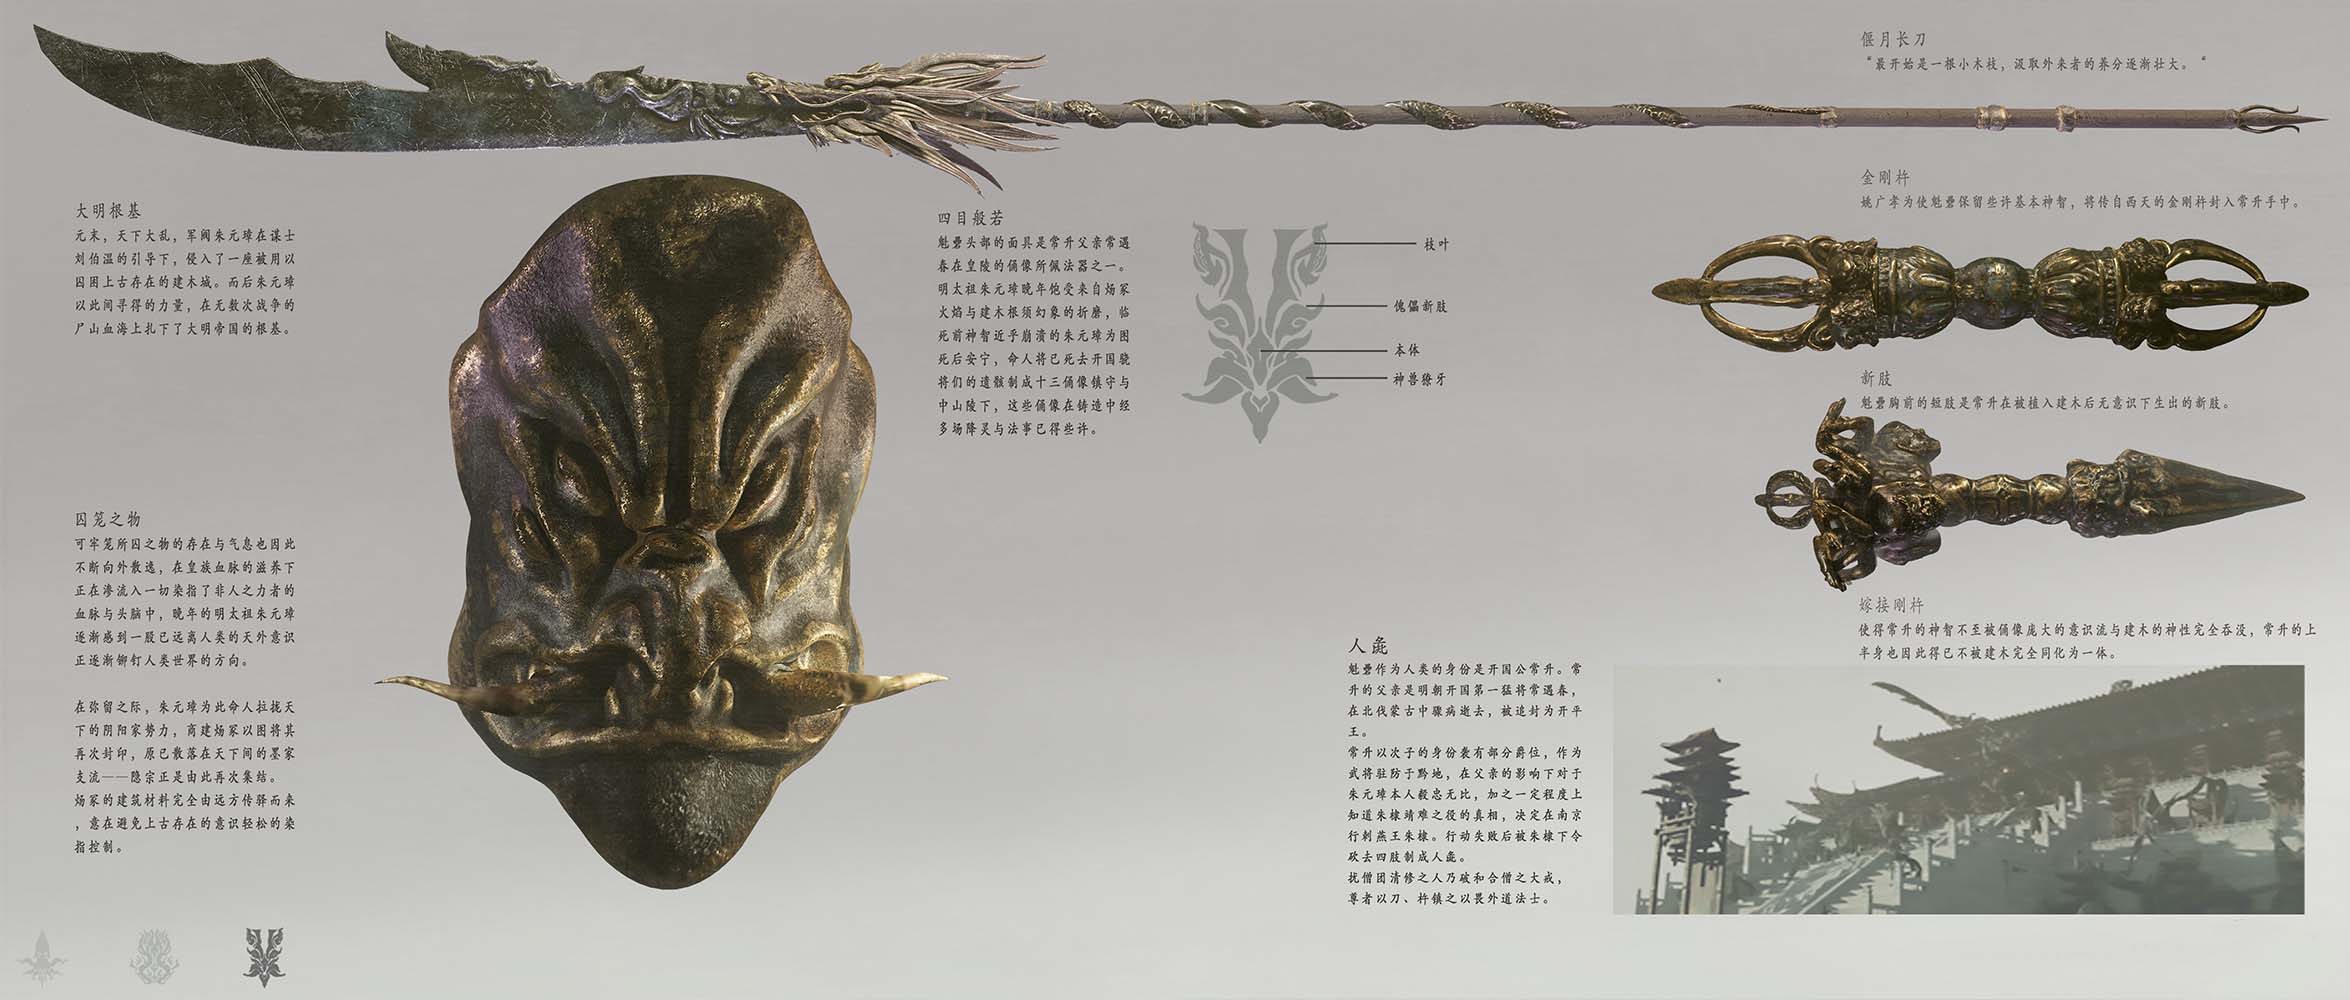 偃月长刀
“最开始是一根小木枝，汲取外来者的养分逐渐壮大。“
大明根基
元末，天下大乱，军阀朱元璋在谋士
刘伯温的引导下，侵入了一座被用以
囚困上古存在的建木城。而后朱元璋
以此间寻得的力量，在无数次战争的
尸山血海上扎下了大明帝国的根基。
囚笼之物
可牢笼所囚之物的存在与气息也因此
不断向外散逸，在皇族血脉的滋养下
正在渗流入一切染指了非人之力者的
血脉与头脑中，晚年的明太祖朱元璋
逐渐感到一股已远离人类的天外意识
正逐渐铆钉人类世界的方向。
在弥留之际，朱元璋为此命人拉拢天
下的阴阳家势力，商建炀冢以图将其
再次封印，原已散落在天下间的墨家
支流——隐宗正是由此再次集结。
炀冢的建筑材料完全由远方传驿而来
，意在避免上古存在的意识轻松的染
指控制。
四目般若
魁罍头部的面具是常升父亲常遇
春在皇陵的俑像所佩法器之一。
明太祖朱元璋晚年饱受来自炀冢
火焰与建木根须幻象的折磨，临
死前神智近乎崩溃的朱元璋为图
死后安宁，命人将已死去开国骁
将们的遗骸制成十三俑像镇守与
中山陵下，这些俑像在铸造中经
多场降灵与法事已得些许。
枝叶
傀儡新肢
本体
神兽獠牙
金刚杵
姚广孝为使魁罍保留些许基本神智，将传自西天的金刚杵封入常升手中。
新肢
魁罍胸前的短肢是常升在被植入建木后无意识下生出的新肢。
嫁接刚杵
使得常升的神智不至被俑像庞大的意识流与建木的神性完全吞没，常升的上
半身也因此得已不被建木完全同化为一体。
人彘
魁罍作为人类的身份是开国公常升。常
升的父亲是明朝开国第一猛将常遇春，
在北伐蒙古中骤病逝去，被追封为开平
王。
常升以次子的身份袭有部分爵位，作为
武将驻防于黔地，在父亲的影响下对于
朱元璋本人毅忠无比，加之一定程度上
知道朱棣靖难之役的真相，决定在南京
行刺燕王朱棣。行动失败后被朱棣下令
砍去四肢制成人彘。
扰僧团清修之人乃破和合僧之大戒，
尊者以刀、杵镇之以畏外道法士。